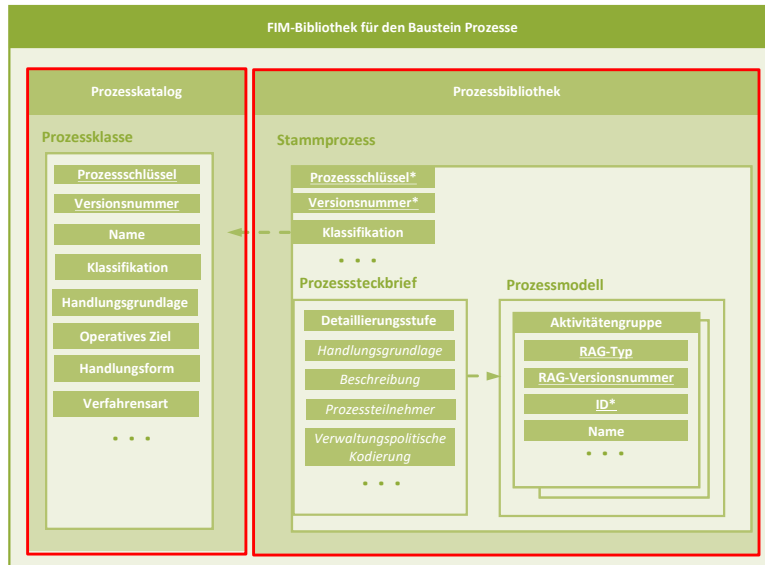 FIM-Bibliothek für den Baustein Prozesse
Prozesskatalog
Prozessklasse
Prozessschlüssel
Versionsnummer
Name
Klassifikation
Handlungsgrundlage
Operatives Ziel
Handlungsform
Verfahrensart
. . .
Prozessbibliothek
Stammprozess
Prozessschlüssel*
Versionsnummer*
Klassifikation
. . .
Prozesssteckbrief
Detaillierungsstufe
Handlungsgrundlage
Beschreibung
Prozessteilnehmer
Verwaltungspolitische
Kodierung
. . .
Prozessmodell
Aktivitätengruppe
RAG-Typ
RAG-Versionsnummer
ID*
Name
. . .